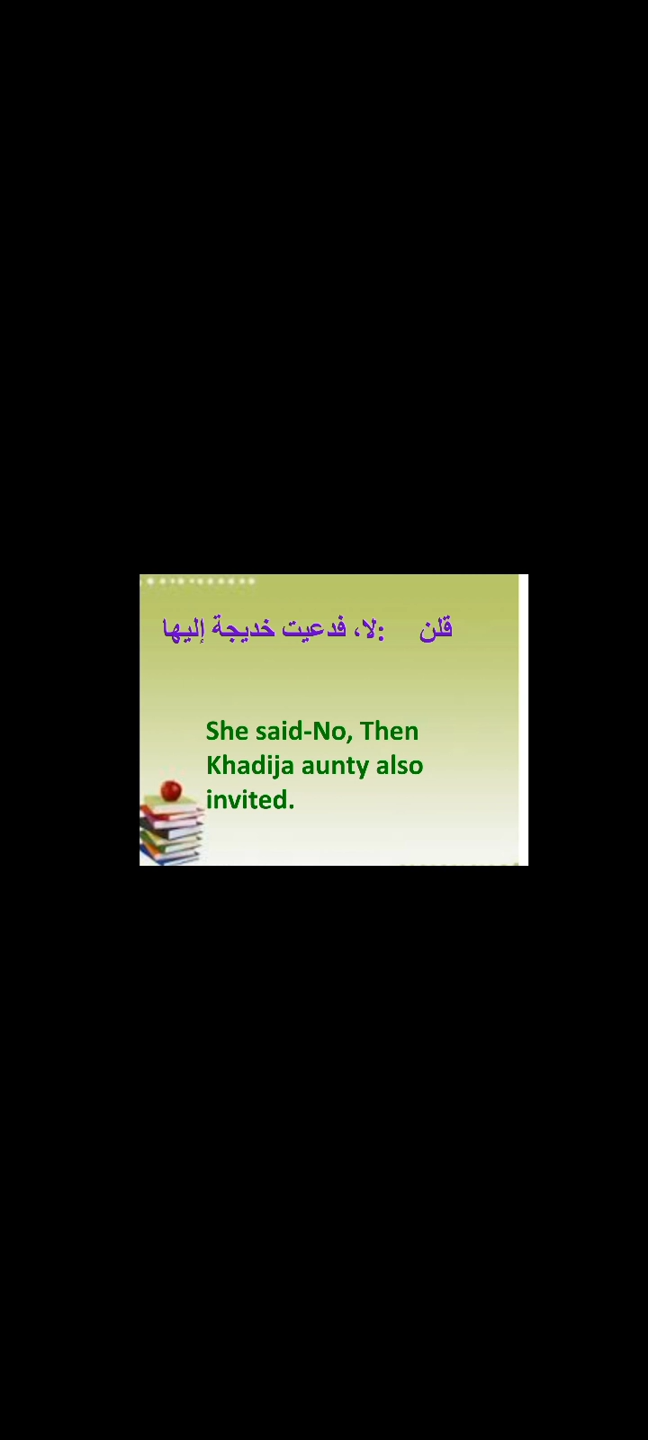 قلن :لا، فدعيت خديجة إليها
She said-No, Then
Khadija aunty also
invited.